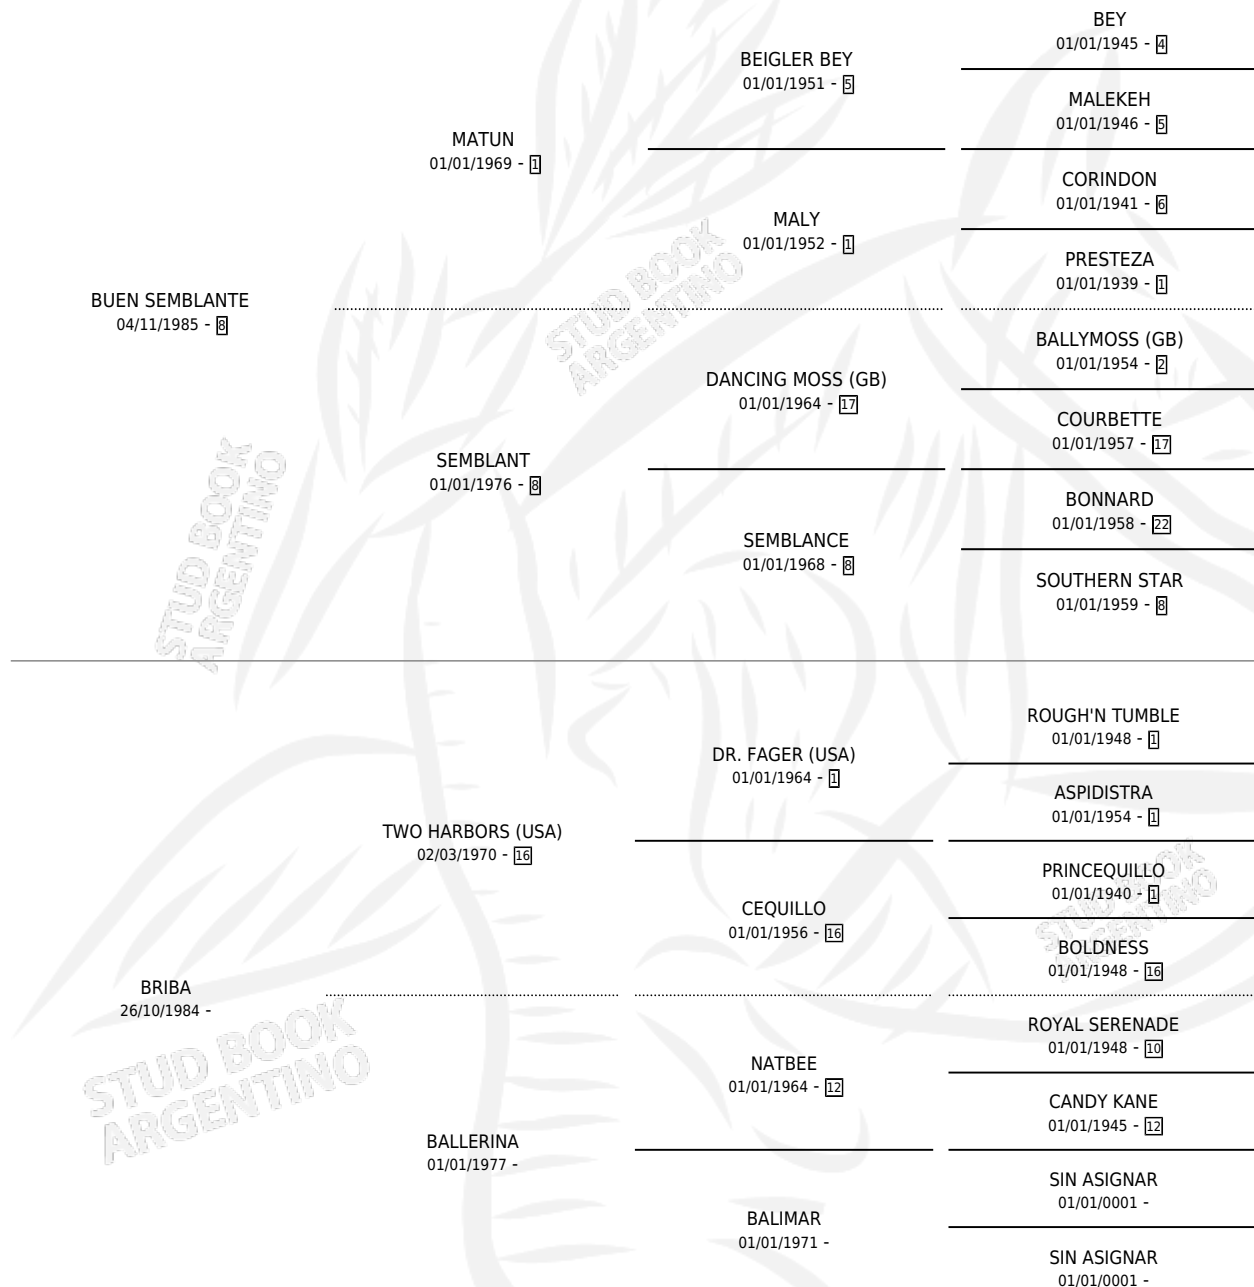 BEY
01/01/1945 - 4
BEIGLER BEY
01/01/1951 - 5
MALEKEH
01/01/1946 - 5
MATUN
01/01/1969 - 1
CORINDON
01/01/1941 - 6
MALY
01/01/1952 - 1
PRESTEZA
01/01/1939 - 1
BUEN SEMBLANTE
04/11/1985 - 8
BALLYMOSS (GB)
01/01/1954 - 2
DANCING MOSS (GB)
01/01/1964 - 17
COURBETTE
01/01/1957 - 17
SEMBLANT
01/01/1976 - 8
BONNARD
01/01/1958 - 22
SEMBLANCE
01/01/1968 - 8
SOUTHERN STAR
01/01/1959 - 8
STUD BOOK
ARGENTINO
STUD BOOK
ARGENTINO
ROUGH'N TUMBLE
01/01/1948 - 1
DR. FAGER (USA)
01/01/1964 - 1
ASPIDISTRA
01/01/1954 - 1
TWO HARBORS (USA)
02/03/1970 - 16
PRINCEQUILLO
01/01/1940 - 1
CEQUILLO
01/01/1956 - 16
BOLDNESS
01/01/1948 - 16
STUD BOOK
ARGENTINO
BRIBA
26/10/1984 -
ROYAL SERENADE
01/01/1948 - 10
NATBEE
01/01/1964 - 12
CANDY KANE
01/01/1945 - 12
STUD BOOK
ARGENTINO
BALLERINA
01/01/1977 -
SIN ASIGNAR
01/01/0001 -
BALIMAR
01/01/1971 -
SIN ASIGNAR
01/01/0001 -